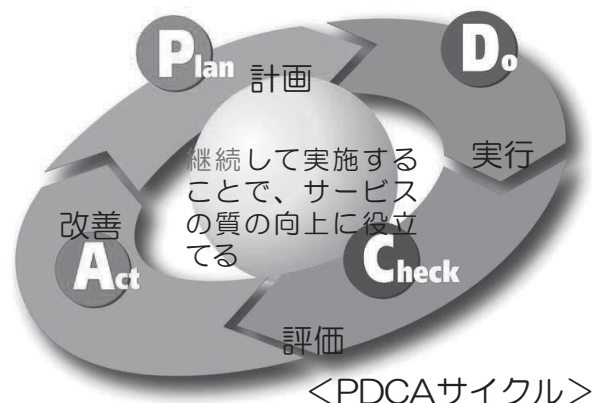 Plan
計画
Do
実行
継続して実施する
ことで、サービス
の質の向上に役立
てる
改善
Act
Check
評価
＜PDCAサイクル＞